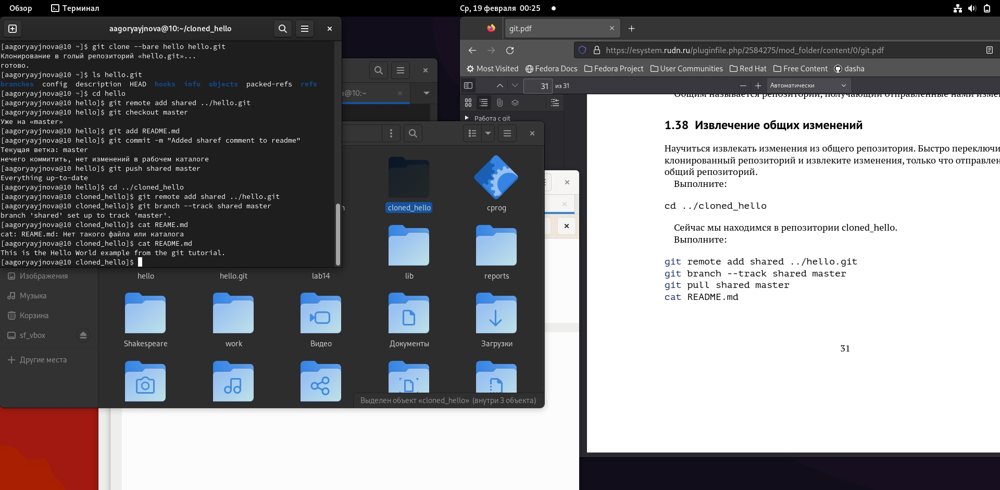 Обзор
Терминал
Ср, 19 февраля 00:25
aagoryayjnova@10:~/cloned_hello
[aagoryayjnova@10 ~]$ git clone --bare hello hello.git
Клонирование в голый репозиторий «hello.git»...
готово.
[aagoryayjnova@10 ~]$ ls hello.git
branches config description HEAD hooks info objects packed-refs refs
[aagoryayjnova@10 ~]$ cd hello
[aagoryayjnova@10 hello]$ git remote add shared ../hello.git
[aagoryayjnova@10 hello]$ git checkout master
Уже на «master»
[aagoryayjnova@10 hello]$ git add README.md
[aagoryayjnova@10 hello]$ git commit -m "Added sharef comment to readme"
Текущая ветка: master
нечего коммитить, нет изменений в рабочем каталоге
[aagoryayjnova@10 hello]$ git push shared master
Everything up-to-date
[aagoryayjnova@10 hello]$ cd ../cloned_hello
[aagoryayjnova@10 cloned_hello]$ git remote add shared ../hello.git
[aagoryayjnova@10 cloned_hello]$ git branch --track shared master
branch 'shared' set up to track 'master'.
[aagoryayjnova@10 cloned_hello]$ cat REAME.md
cat: REAME.md: Нет такого файла или каталога
[aagoryayjnova@10 cloned_hello]$ cat README.md
This is the Hello World example from the git tutorial.
[aagoryayjnova@10 cloned_hello]$
@10:~
cloned_hello
cprog
hello
hello.git
lab14
lib
reports
Shakespeare
work
Видео
Документы
Загрузки
Изображения
Музыка
Корзина
sf_vbox
Другие места
Выделен объект «cloned_hello» (внутри 3 объекта)
git.pdf
https://esystem.rudn.ru/pluginfile.php/2584275/mod_folder/content/0/git.pdf
Most Visited
Fedora Docs
Fedora Project
User Communities
Red Hat
Free Content
dasha
31 из 31
Автоматически
Работа с git
Общим называется репозиторий, получающий отправленные нами
1.38 Извлечение общих изменений
Научиться извлекать изменения из общего репозитория. Быстро
клонированный репозиторий и извлеките изменения, только что
общий репозиторий.
Выполните:
cd ../cloned_hello
Сейчас мы находимся в репозитории cloned_hello.
Выполните:
git remote add shared ../hello.git
git branch --track shared master
git pull shared master
cat README.md
31